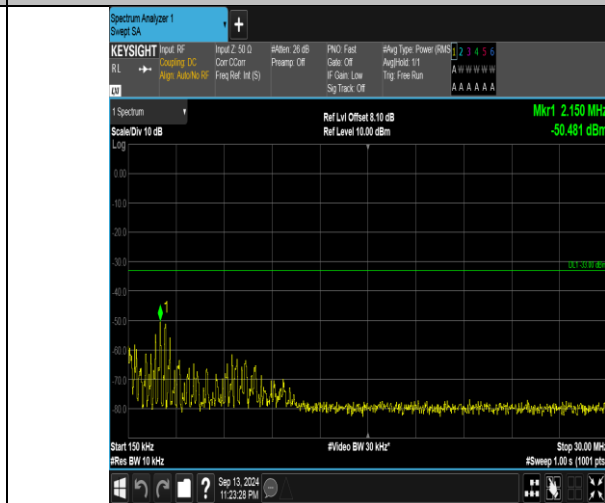 Spectrum Analyzer 1
Swept SA
+
KEYSIGHT Input: RF Input Z: 50 Ω #Atten: 26 dB PNO: Fast #Avg Type: Power (RMS 1 2 3 4 5 6
RL Coupling: DC Corr CCorr Preamp: Off Gate: Off Avg|Hold: 1/1 A W W W W W
Align: Auto/No RF Freq Ref: Int (S) IF Gain: Low Trig: Free Run
Sig Track: Off A A A A A A
1 Spectrum Ref Lvl Offset 8.10 dB Mkr1 2.150 MHz
Scale/Div 10 dB Ref Level 10.00 dBm -50.481 dBm
Log
0.00
-10.0
-20.0
-30.0
DL1 -33.00 dBm
-40.0
1
-50.0
-60.0
-70.0
-80.0
Start 150 kHz #Video BW 30 kHz* Stop 30.00 MHz
#Res BW 10 kHz #Sweep 1.00 s (1001 pts
? Sep 13, 2024
11:23:28 PM